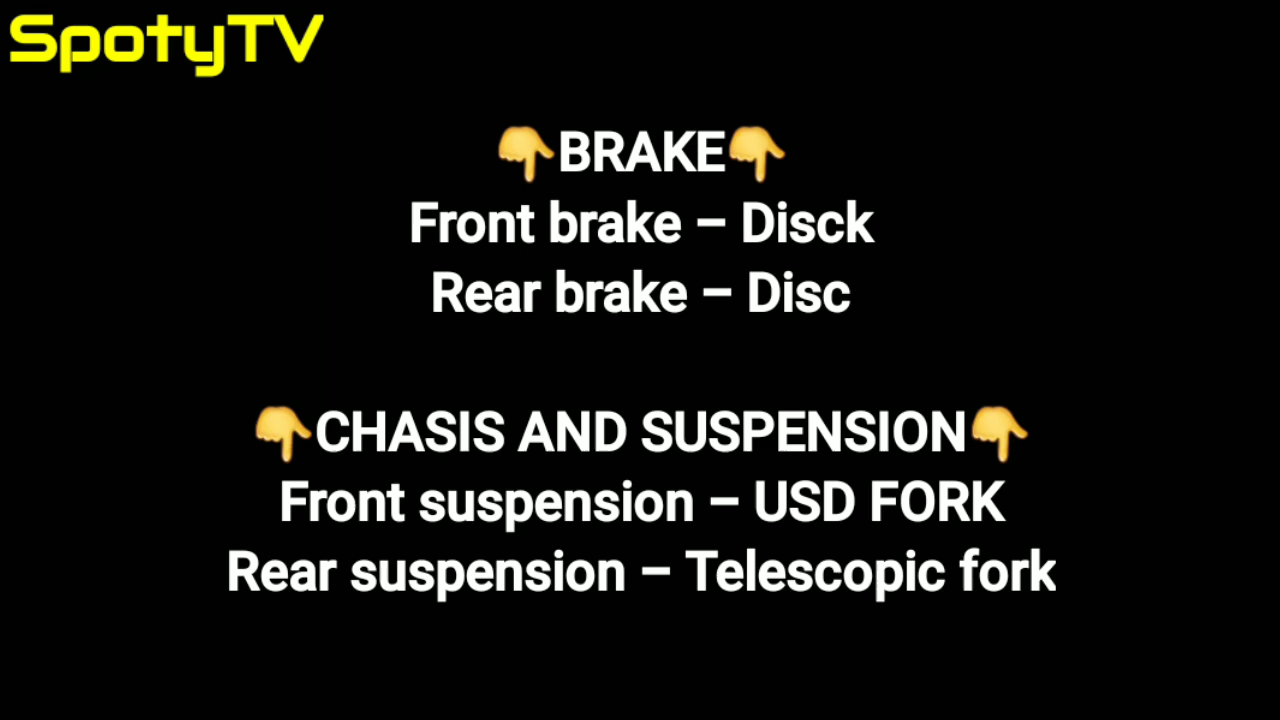 SpotyTV
👇BRAKE👇
Front brake – Disck
Rear brake – Disc
👇CHASIS AND SUSPENSION👇
Front suspension – USD FORK
Rear suspension – Telescopic fork